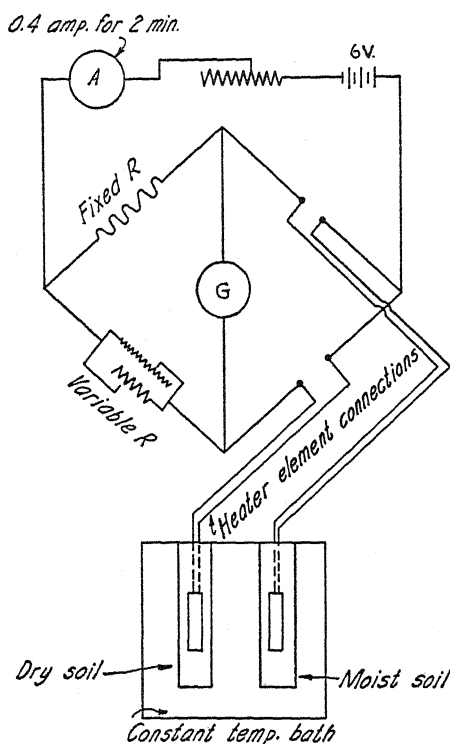 0.4 amp. for 2 min.
A
6V.
Fixed R
G
Variable R
Heater element connections
Dry soil
Moist soil
Constant temp. bath